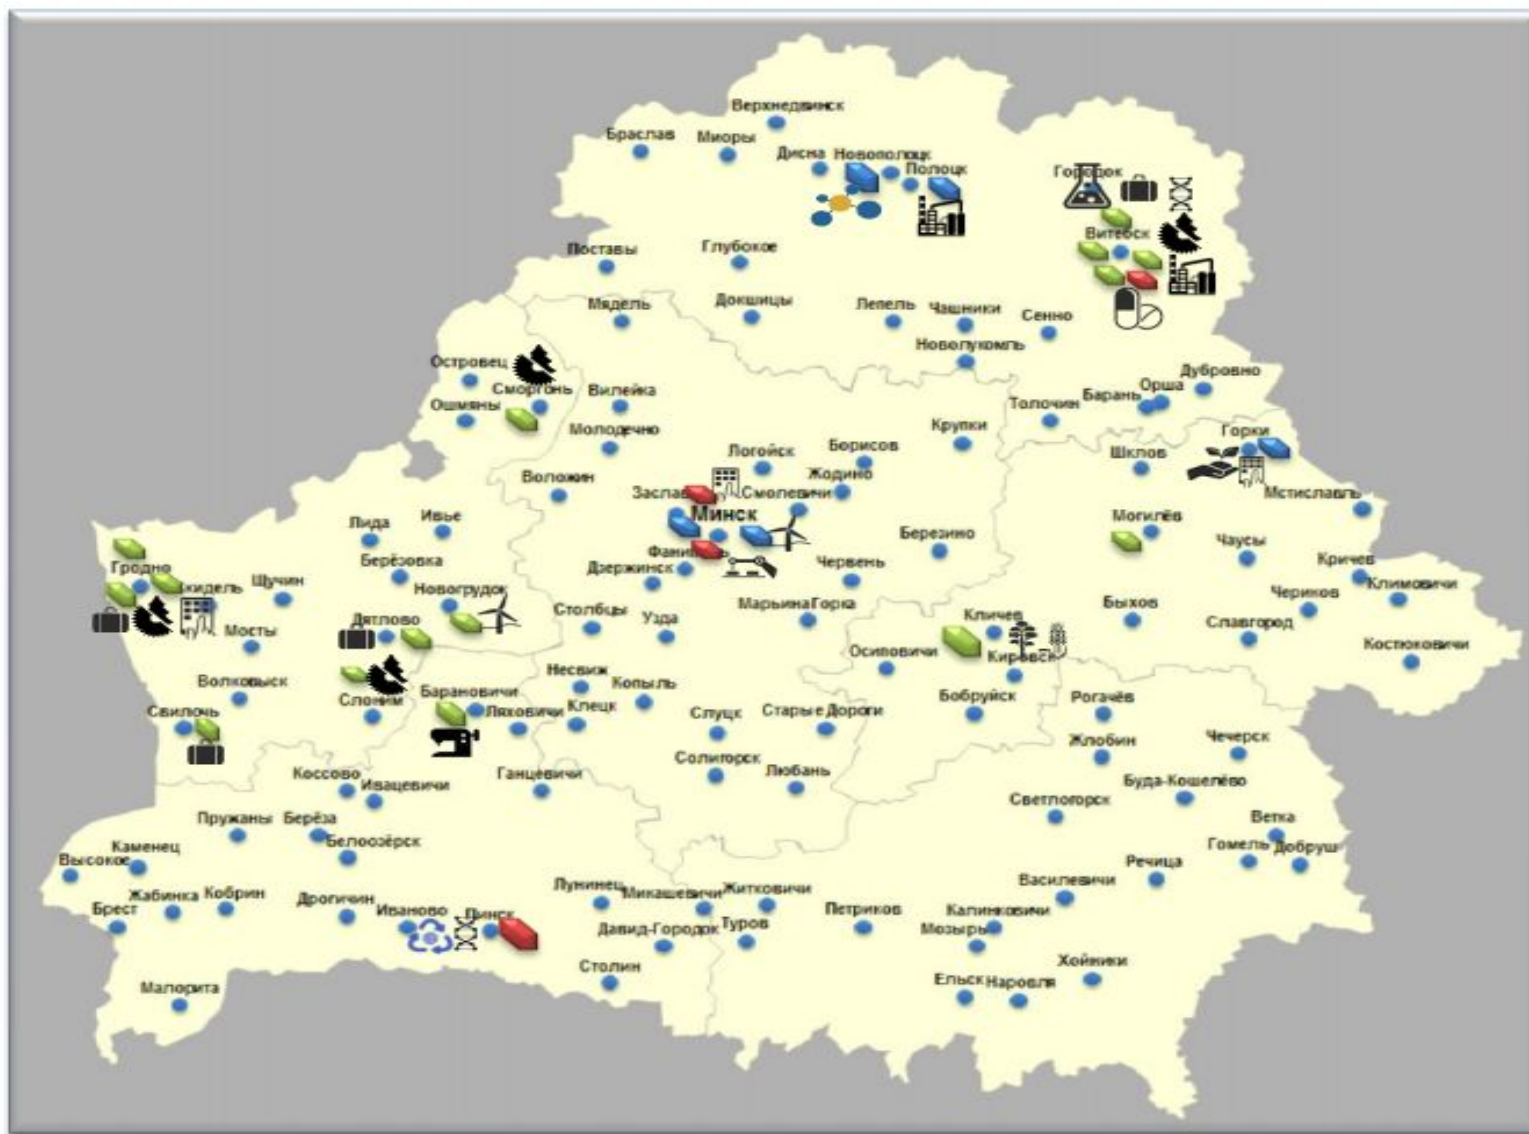 Верхнедвинск
Браслав
Миоры
Дисна
Новополоцк
Полоцк
Городок
Витебск
Поставы
Глубокое
Мядель
Докшицы
Лепель
Чашники
Сенно
Новолукомль
Островец
Сморгонь
Ошмяны
Вилейка
Дубровно
Орша
Барань
Толочин
Молодечно
Крупки
Горки
Логойск
Борисов
Шклов
Воложин
Жодино
Заслав
Смолевичи
Мстиславль
Минск
Лида
Ивье
Могилёв
Березино
Чаусы
Гродно
кидель
Щучин
Берёзовка
Дзержинск
Червень
Кричев
Климовичи
Новогрудок
Чериков
Дятлово
Столбцы
Узда
Марьина Горка
Кличев
Быхов
Славгород
Мосты
Осиповичи
Кировск
Костюковичи
Волковыск
Несвиж
Копыль
Слоним
Барановичи
Бобруйск
Рогачёв
Свилочь
Ляховичи
Клецк
Слуцк
Старые Дороги
Жлобин
Чечерск
Солигорск
Любань
Коссово
Ивацевичи
Ганцевичи
Буда-Кошелёво
Светлогорск
Пружаны
Берёза
Белоозёрск
Ветка
Гомель
Добруш
Каменец
Высокое
Речица
Василевичи
Жабинка
Кобрин
Дрогичин
Лунинец
Микашевичи
Житковичи
Брест
Иваново
Пинск
Давид-Городок
Туров
Петриков
Калинковичи
Мозырь
Столин
Хойники
Малорита
Ельск
Наровля